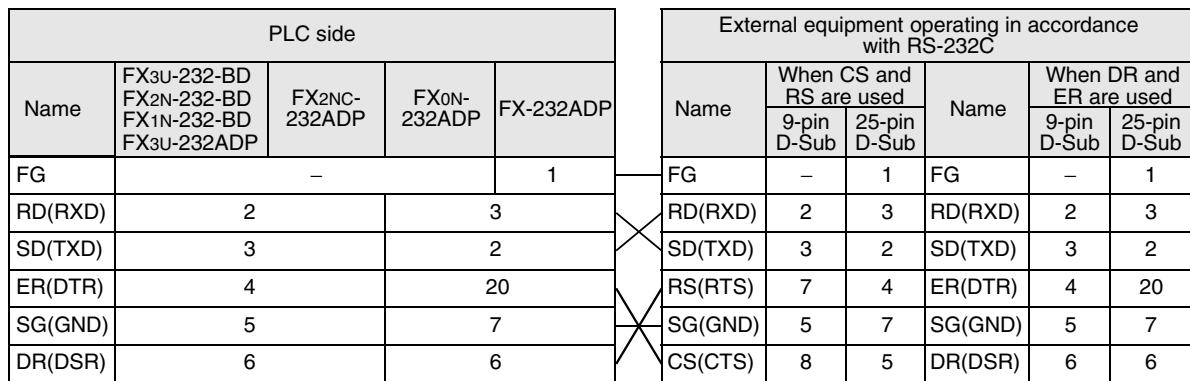 PLC side
External equipment operating in accordance
with RS-232C
Name
FX3U-232-BD
FX2N-232-BD
FX1N-232-BD
FX3U-232ADP
FX2NC-
232ADP
FX0N-
232ADP
FX-232ADP
Name
When CS and
RS are used
Name
When DR and
ER are used
9-pin
D-Sub
25-pin
D-Sub
9-pin
D-Sub
25-pin
D-Sub
FG – 1 FG – 1 FG – 1
RD(RXD) 2 3 RD(RXD) 2 3 RD(RXD) 2 3
SD(TXD) 3 2 SD(TXD) 3 2 SD(TXD) 3 2
ER(DTR) 4 20 RS(RTS) 7 4 ER(DTR) 4 20
SG(GND) 5 7 SG(GND) 5 7 SG(GND) 5 7
DR(DSR) 6 6 CS(CTS) 8 5 DR(DSR) 6 6